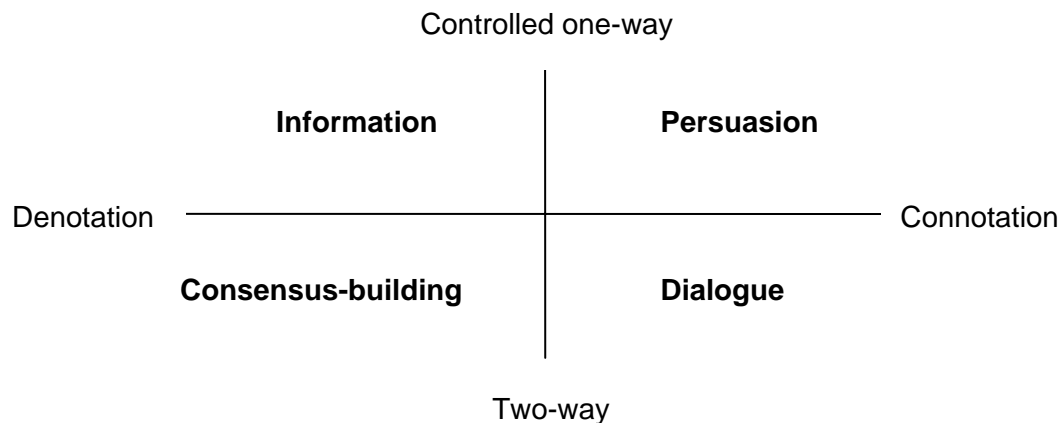 Controlled one-way
Information Persuasion
Denotation Connotation
Consensus-building Dialogue
Two-way